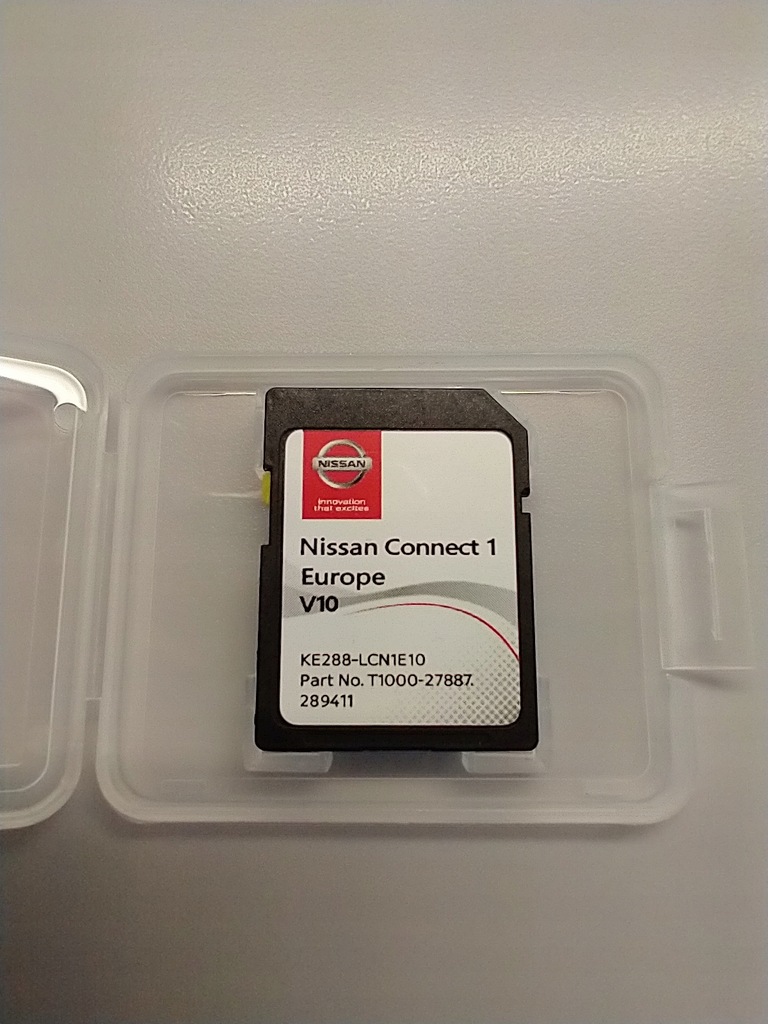 NISSAN
Innovation
that excites
Nissan Connect 1
Europe
V10
KE288-LCN1E10
Part No. T1000-27887.
289411